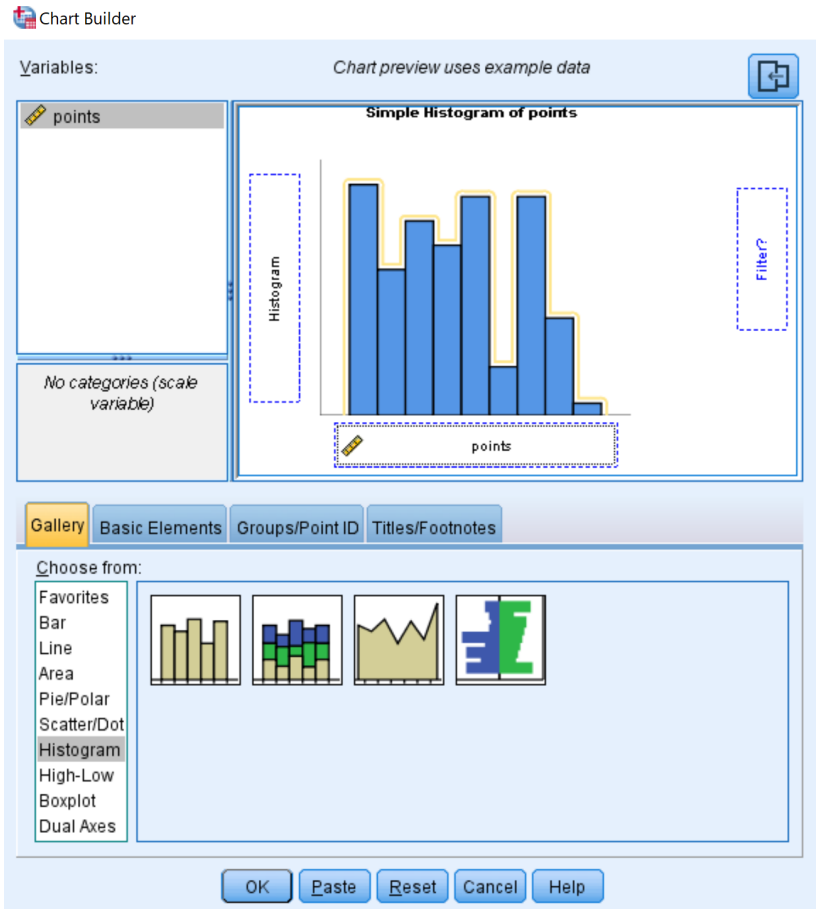 Chart Builder
Variables:
Chart preview uses example data
points
Simple Histogram of points
Histogram
Filter?
points
No categories (scale
variable)
Gallery
Basic Elements
Groups/Point ID
Titles/Footnotes
Choose from:
Favorites
Bar
Line
Area
Pie/Polar
Scatter/Dot
Histogram
High-Low
Boxplot
Dual Axes
OK
Paste
Reset
Cancel
Help